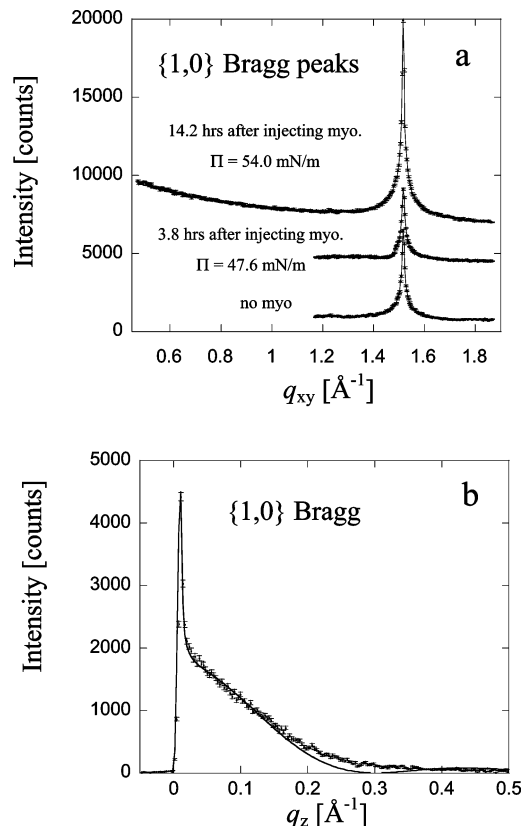 20000
15000
10000
5000
0
Intensity [counts]
{1,0} Bragg peaks
a
14.2 hrs after injecting myo.
Π = 54.0 mN/m
3.8 hrs after injecting myo.
Π = 47.6 mN/m
no myo
0.6 0.8 1 1.2 1.4 1.6 1.8
q_xy [Å⁻¹]
5000
4000
3000
2000
1000
0
Intensity [counts]
{1,0} Bragg
b
0 0.1 0.2 0.3 0.4 0.5
q_z [Å⁻¹]